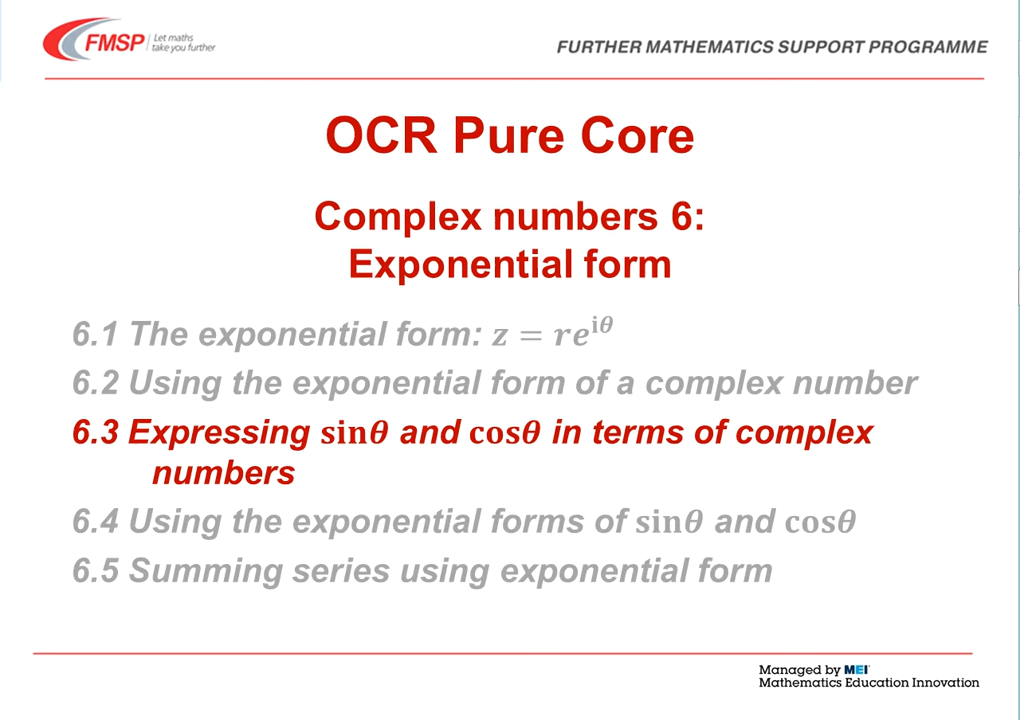 FMSP Let maths
take you further
FURTHER MATHEMATICS SUPPORT PROGRAMME
OCR Pure Core
Complex numbers 6:
Exponential form
6.1 The exponential form: 𝒛 = 𝒓𝒆^𝐢𝜽
6.2 Using the exponential form of a complex number
6.3 Expressing 𝐬𝐢𝐧𝜽 and 𝐜𝐨𝐬𝜽 in terms of complex
numbers
6.4 Using the exponential forms of 𝐬𝐢𝐧𝜽 and 𝐜𝐨𝐬𝜽
6.5 Summing series using exponential form
Managed by MEI
Mathematics Education Innovation